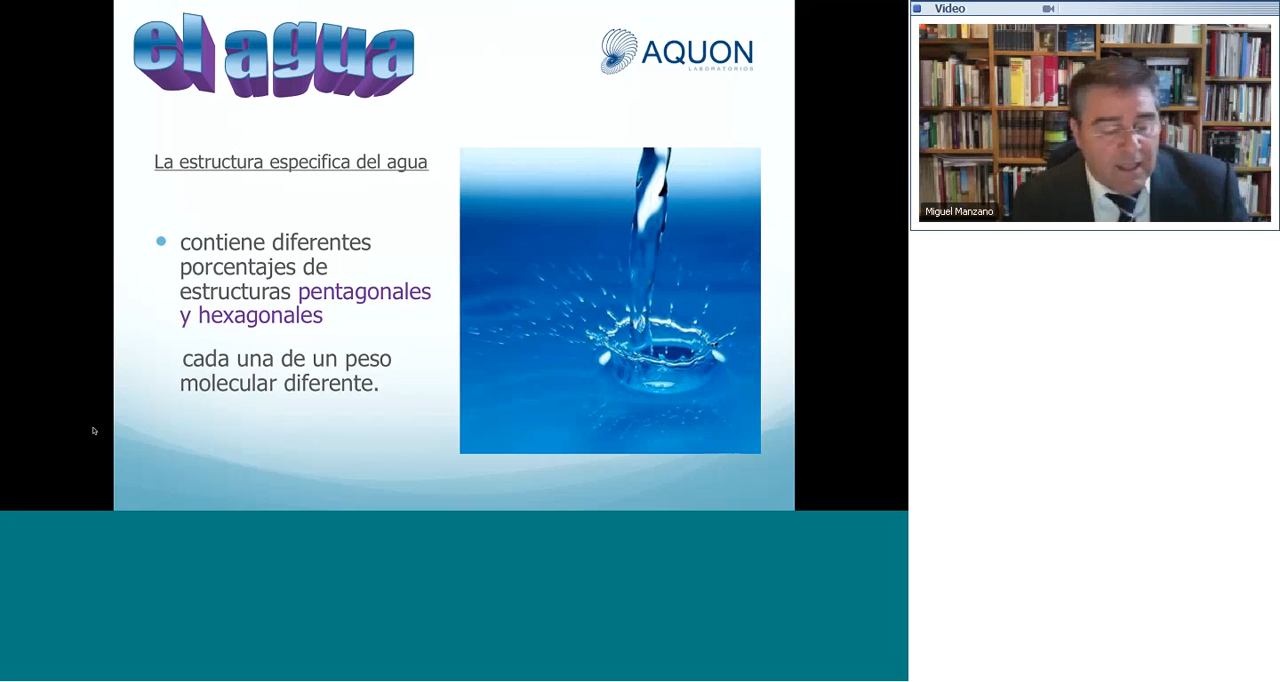 el agua
AQUON
LABORATORIOS
La estructura especifica del agua
contiene diferentes
porcentajes de
estructuras pentagonales
y hexagonales
cada una de un peso
molecular diferente.
Video
Miguel Manzano